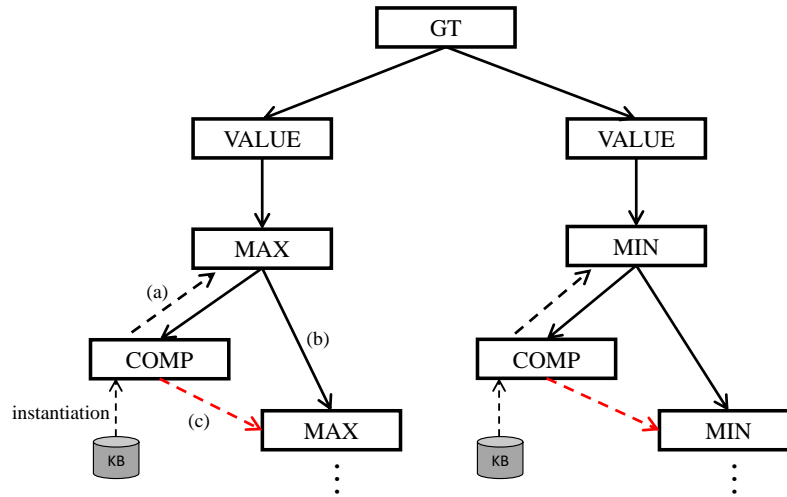 GT
VALUE
VALUE
MAX
MIN
(a)
(b)
COMP
COMP
instantiation
(c)
MAX
MIN
KB
KB